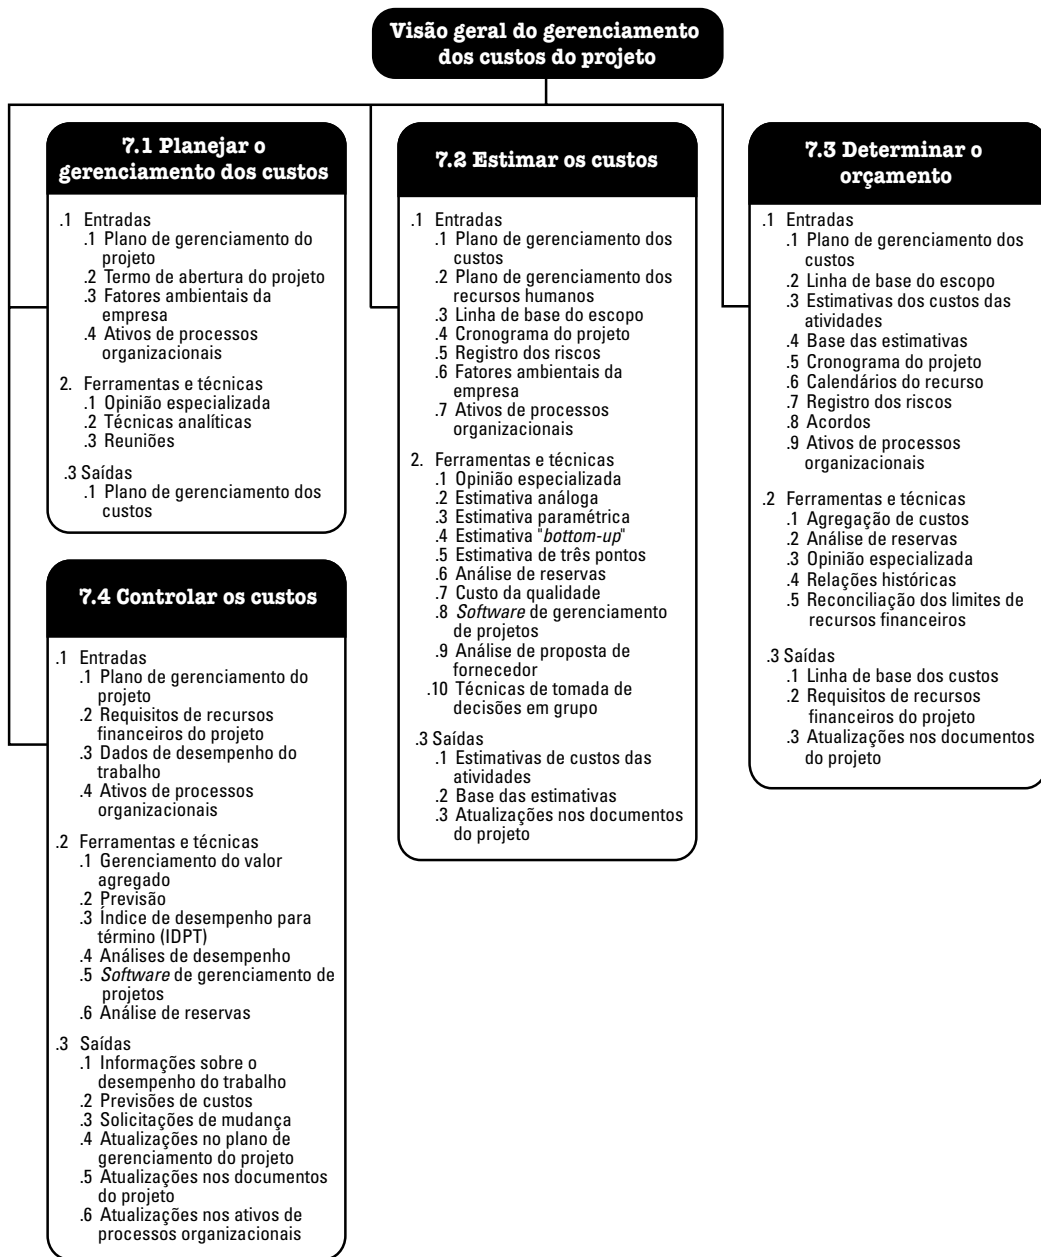 Visão geral do gerenciamento
dos custos do projeto
7.1 Planejar o
gerenciamento dos custos
.1 Entradas
.1 Plano de gerenciamento do
projeto
.2 Termo de abertura do projeto
.3 Fatores ambientais da
empresa
.4 Ativos de processos
organizacionais
2. Ferramentas e técnicas
.1 Opinião especializada
.2 Técnicas analíticas
.3 Reuniões
.3 Saídas
.1 Plano de gerenciamento dos
custos
7.2 Estimar os custos
.1 Entradas
.1 Plano de gerenciamento dos
custos
.2 Plano de gerenciamento dos
recursos humanos
.3 Linha de base do escopo
.4 Cronograma do projeto
.5 Registro dos riscos
.6 Fatores ambientais da
empresa
.7 Ativos de processos
organizacionais
2. Ferramentas e técnicas
.1 Opinião especializada
.2 Estimativa análoga
.3 Estimativa paramétrica
.4 Estimativa "bottom-up"
.5 Estimativa de três pontos
.6 Análise de reservas
.7 Custo da qualidade
.8 Software de gerenciamento
de projetos
.9 Análise de proposta de
fornecedor
.10 Técnicas de tomada de
decisões em grupo
.3 Saídas
.1 Estimativas de custos das
atividades
.2 Base das estimativas
.3 Atualizações nos documentos
do projeto
7.3 Determinar o
orçamento
.1 Entradas
.1 Plano de gerenciamento dos
custos
.2 Linha de base do escopo
.3 Estimativas dos custos das
atividades
.4 Base das estimativas
.5 Cronograma do projeto
.6 Calendários do recurso
.7 Registro dos riscos
.8 Acordos
.9 Ativos de processos
organizacionais
.2 Ferramentas e técnicas
.1 Agregação de custos
.2 Análise de reservas
.3 Opinião especializada
.4 Relações históricas
.5 Reconciliação dos limites de
recursos financeiros
.3 Saídas
.1 Linha de base dos custos
.2 Requisitos de recursos
financeiros do projeto
.3 Atualizações nos documentos
do projeto
7.4 Controlar os custos
.1 Entradas
.1 Plano de gerenciamento do
projeto
.2 Requisitos de recursos
financeiros do projeto
.3 Dados de desempenho do
trabalho
.4 Ativos de processos
organizacionais
.2 Ferramentas e técnicas
.1 Gerenciamento do valor
agregado
.2 Previsão
.3 Índice de desempenho para
término (IDPT)
.4 Análises de desempenho
.5 Software de gerenciamento de
projetos
.6 Análise de reservas
.3 Saídas
.1 Informações sobre o
desempenho do trabalho
.2 Previsões de custos
.3 Solicitações de mudança
.4 Atualizações no plano de
gerenciamento do projeto
.5 Atualizações nos documentos
do projeto
.6 Atualizações nos ativos de
processos organizacionais